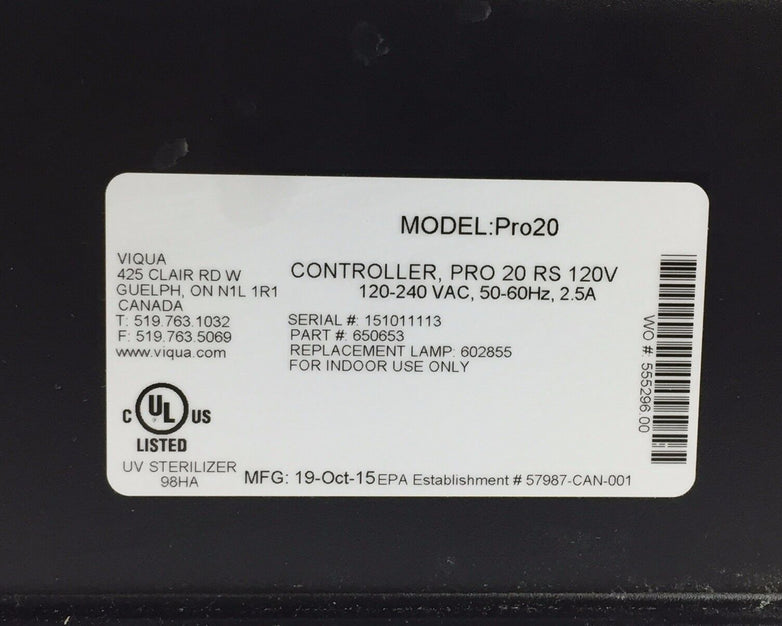 MODEL:Pro20
VIQUA
425 CLAIR RD W
GUELPH, ON N1L 1R1
CANADA
T: 519.763.1032
F: 519.763.5069
www.viqua.com
CONTROLLER, PRO 20 RS 120V
120-240 VAC, 50-60Hz, 2.5A
SERIAL #: 151011113
PART #: 650653
REPLACEMENT LAMP: 602855
FOR INDOOR USE ONLY
WO #: 555296.00
C UL US
LISTED
UV STERILIZER
98HA
MFG: 19-Oct-15 EPA Establishment # 57987-CAN-001